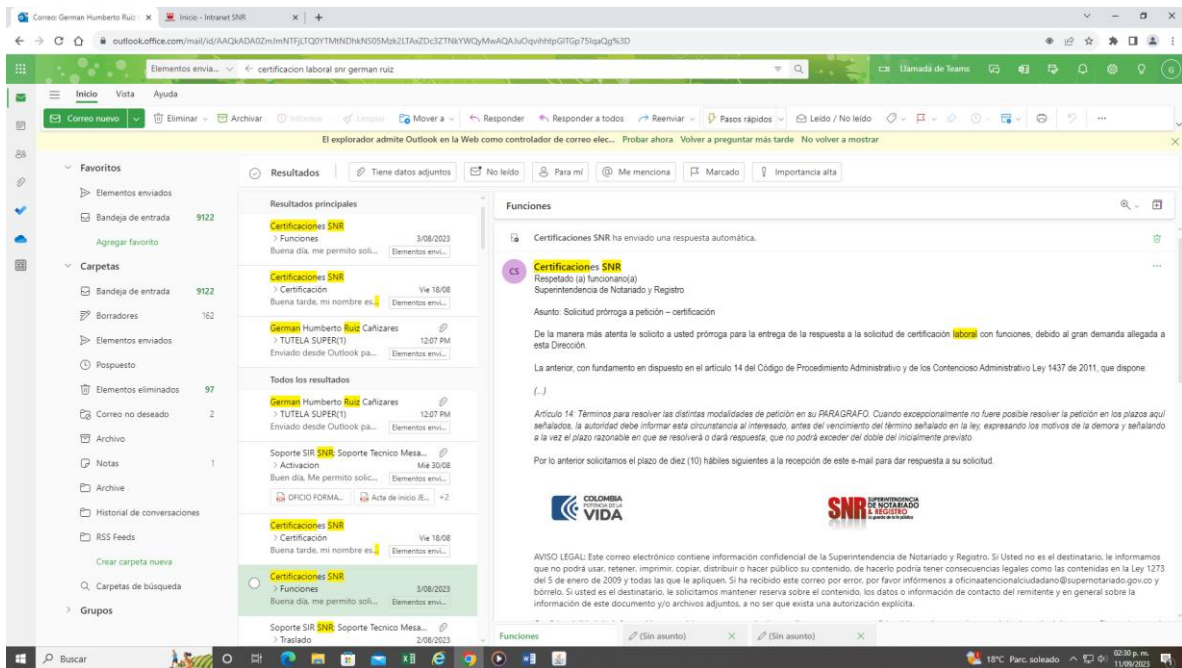 Correo: German Humberto Ruiz
Inicio - Intranet SNR
outlook.office.com/mail/id/
Elementos envia...
certificacion laboral snr german ruiz
Llamada de Teams
Inicio Vista Ayuda
Correo nuevo Eliminar Archivar Informar Limpiar Mover a Responder Responder a todos Reenviar Pasos rápidos Leído / No leído
El explorador admite Outlook en la Web como controlador de correo elec... Probar ahora Volver a preguntar más tarde No volver a mostrar
Favoritos
Elementos enviados
Bandeja de entrada 9122
Agregar favorito
Carpetas
Bandeja de entrada 9122
Borradores 162
Elementos enviados
Pospuesto
Elementos eliminados 97
Correo no deseado 2
Archivo
Notas 1
Archive
Historial de conversaciones
RSS Feeds
Crear carpeta nueva
Carpetas de búsqueda
Grupos
Resultados Tiene datos adjuntos No leído Para mí Me menciona Marcado Importancia alta
Resultados principales
Certificaciones SNR
> Funciones 3/08/2023
Buena día, me permito soli... Elementos envi...
Certificaciones SNR
> Certificación Vie 18/08
Buena tarde, mi nombre es... Elementos envi...
German Humberto Ruiz Cañizares
> TUTELA SUPER(1) 12:07 PM
Enviado desde Outlook pa... Elementos envi...
Todos los resultados
German Humberto Ruiz Cañizares
> TUTELA SUPER(1) 12:07 PM
Enviado desde Outlook pa... Elementos envi...
Soporte SIR SNR; Soporte Tecnico Mesa...
> Activacion Mié 30/08
Buen día, Me permito solic... Elementos envi...
OFICIO FORMA... Acta de inicio JE... +2
Certificaciones SNR
> Certificación Vie 18/08
Buena tarde, mi nombre es... Elementos envi...
Certificaciones SNR
> Funciones 3/08/2023
Buena día, me permito soli... Elementos envi...
Soporte SIR SNR; Soporte Tecnico Mesa...
> Traslado 2/08/2023
Funciones
Certificaciones SNR ha enviado una respuesta automática.
CS
Certificaciones SNR
Respetado (a) funcionario(a)
Superintendencia de Notariado y Registro
Asunto: Solicitud prórroga a petición – certificación
De la manera más atenta le solicito a usted prórroga para la entrega de la respuesta a la solicitud de certificación laboral con funciones, debido al gran demanda allegada a
esta Dirección.
La anterior, con fundamento en dispuesto en el artículo 14 del Código de Procedimiento Administrativo y de los Contencioso Administrativo Ley 1437 de 2011, que dispone:
(...)
Artículo 14: Términos para resolver las distintas modalidades de petición en su PARAGRAFO. Cuando excepcionalmente no fuere posible resolver la petición en los plazos aquí
señalados, la autoridad debe informar esta circunstancia al interesado, antes del vencimiento del término señalado en la ley, expresando los motivos de la demora y señalando
a la vez el plazo razonable en que se resolverá o dará respuesta, que no podrá exceder del doble del inicialmente previsto
Por lo anterior solicitamos el plazo de diez (10) hábiles siguientes a la recepción de este e-mail para dar respuesta a su solicitud.
COLOMBIA
POTENCIA DE LA
VIDA
SNR SUPERINTENDENCIA
DE NOTARIADO
& REGISTRO
La guarda de la fe pública
AVISO LEGAL: Este correo electrónico contiene información confidencial de la Superintendencia de Notariado y Registro. Si Usted no es el destinatario, le informamos
que no podrá usar, retener, imprimir, copiar, distribuir o hacer público su contenido, de hacerlo podría tener consecuencias legales como las contenidas en la Ley 1273
del 5 de enero de 2009 y todas las que le apliquen. Si ha recibido este correo por error, por favor infórmenos a oficinaatencionalciudadano@supernotariado.gov.co y
bórrelo. Si usted es el destinatario, le solicitamos mantener reserva sobre el contenido, los datos o información de contacto del remitente y en general sobre la
información de este documento y/o archivos adjuntos, a no ser que exista una autorización explícita.
Funciones (Sin asunto) (Sin asunto)
Buscar
18°C Parc. soleado
02:30 p. m.
11/09/2023